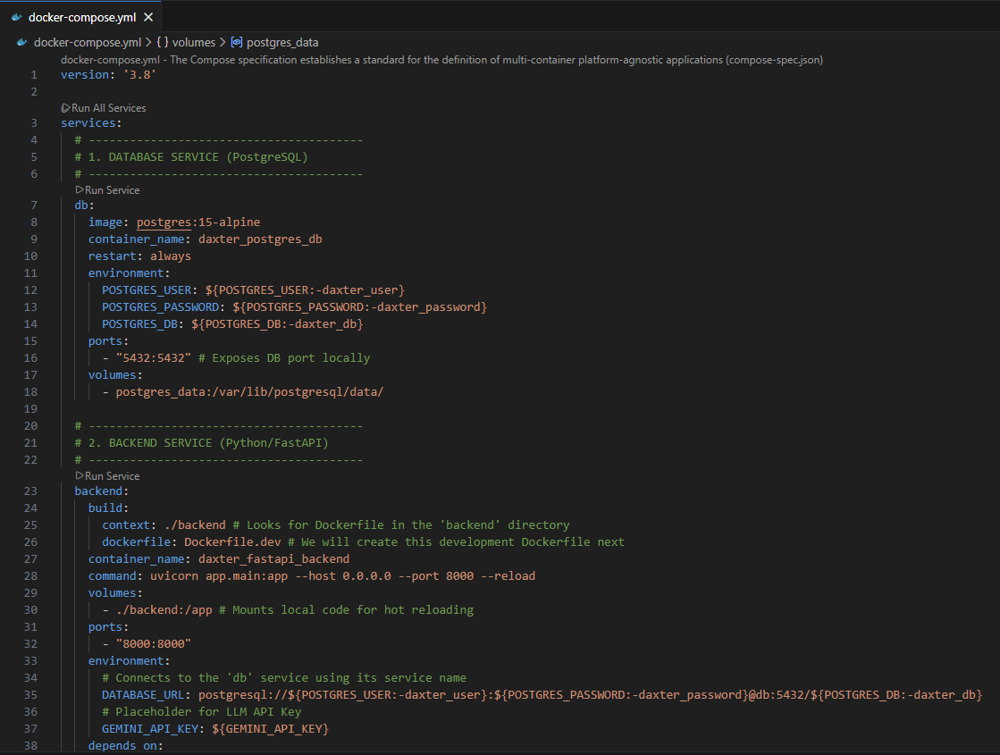 docker-compose.yml
docker-compose.yml > { } volumes > postgres_data
docker-compose.yml - The Compose specification establishes a standard for the definition of multi-container platform-agnostic applications (compose-spec.json)
1 version: '3.8'
2
Run All Services
3 services:
4   # ----------------------------------------
5   # 1. DATABASE SERVICE (PostgreSQL)
6   # ----------------------------------------
Run Service
7   db:
8     image: postgres:15-alpine
9     container_name: daxter_postgres_db
10     restart: always
11     environment:
12       POSTGRES_USER: ${POSTGRES_USER:-daxter_user}
13       POSTGRES_PASSWORD: ${POSTGRES_PASSWORD:-daxter_password}
14       POSTGRES_DB: ${POSTGRES_DB:-daxter_db}
15     ports:
16       - "5432:5432" # Exposes DB port locally
17     volumes:
18       - postgres_data:/var/lib/postgresql/data/
19
20   # ----------------------------------------
21   # 2. BACKEND SERVICE (Python/FastAPI)
22   # ----------------------------------------
Run Service
23   backend:
24     build:
25       context: ./backend # Looks for Dockerfile in the 'backend' directory
26       dockerfile: Dockerfile.dev # We will create this development Dockerfile next
27     container_name: daxter_fastapi_backend
28     command: uvicorn app.main:app --host 0.0.0.0 --port 8000 --reload
29     volumes:
30       - ./backend:/app # Mounts local code for hot reloading
31     ports:
32       - "8000:8000"
33     environment:
34       # Connects to the 'db' service using its service name
35       DATABASE_URL: postgresql://${POSTGRES_USER:-daxter_user}:${POSTGRES_PASSWORD:-daxter_password}@db:5432/${POSTGRES_DB:-daxter_db}
36       # Placeholder for LLM API Key
37       GEMINI_API_KEY: ${GEMINI_API_KEY}
38     depends_on: